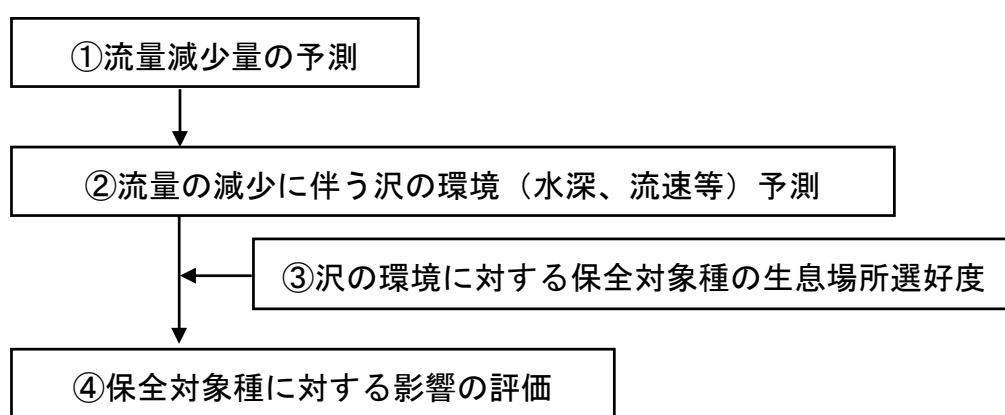 ①流量減少量の予測
②流量の減少に伴う沢の環境（水深、流速等）予測
③沢の環境に対する保全対象種の生息場所選好度
④保全対象種に対する影響の評価